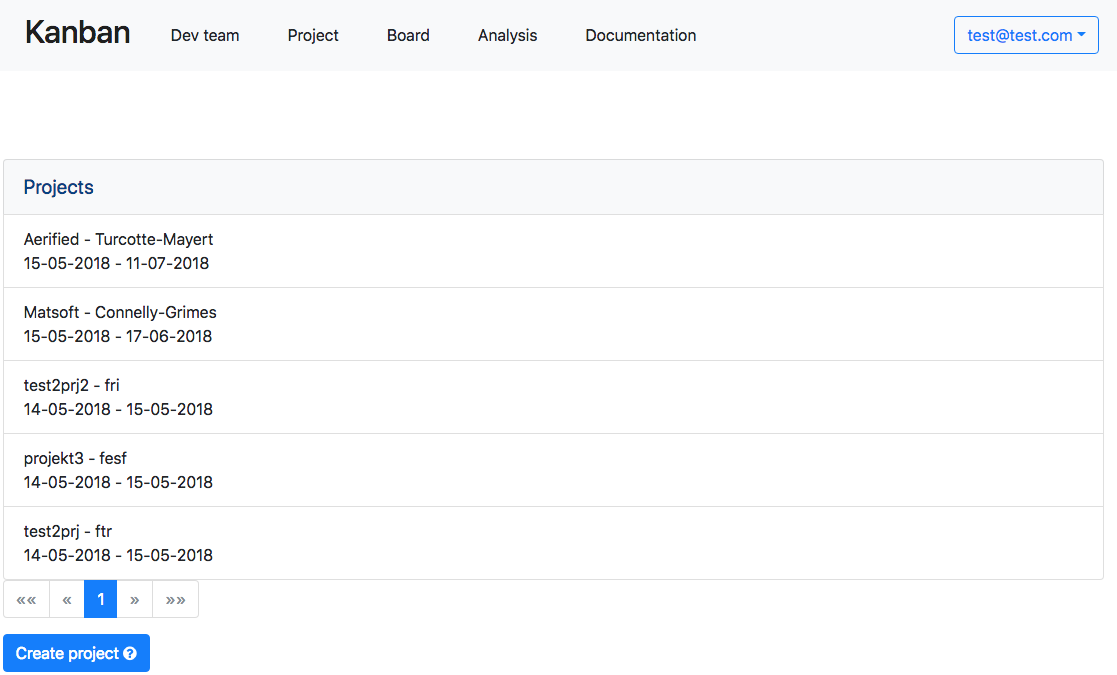 Kanban Dev team Project Board Analysis Documentation test@test.com
Projects
Aerified - Turcotte-Mayert
15-05-2018 - 11-07-2018
Matsoft - Connelly-Grimes
15-05-2018 - 17-06-2018
test2prj2 - fri
14-05-2018 - 15-05-2018
projekt3 - fesf
14-05-2018 - 15-05-2018
test2prj - ftr
14-05-2018 - 15-05-2018
«« « 1 » »»
Create project ?